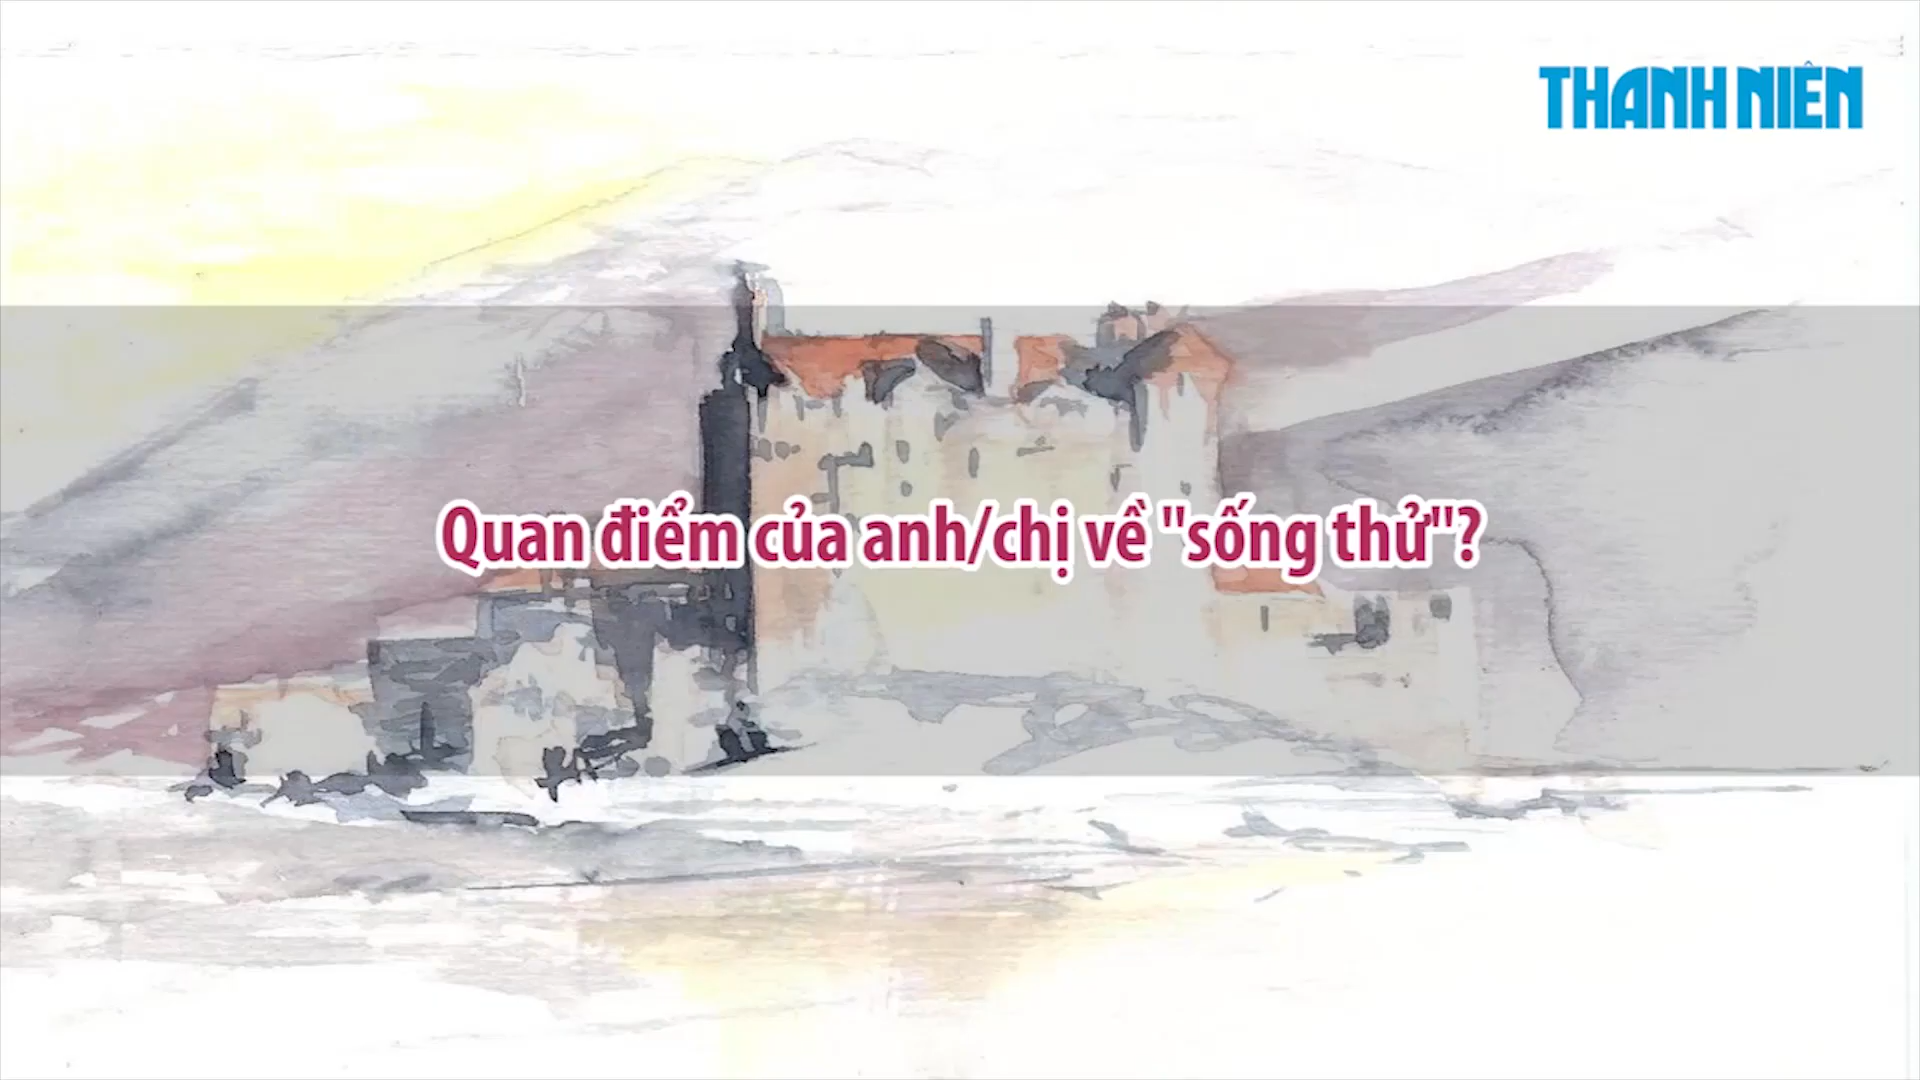 THANH NIÊN
Quan điểm của anh/chị về "sống thử"?